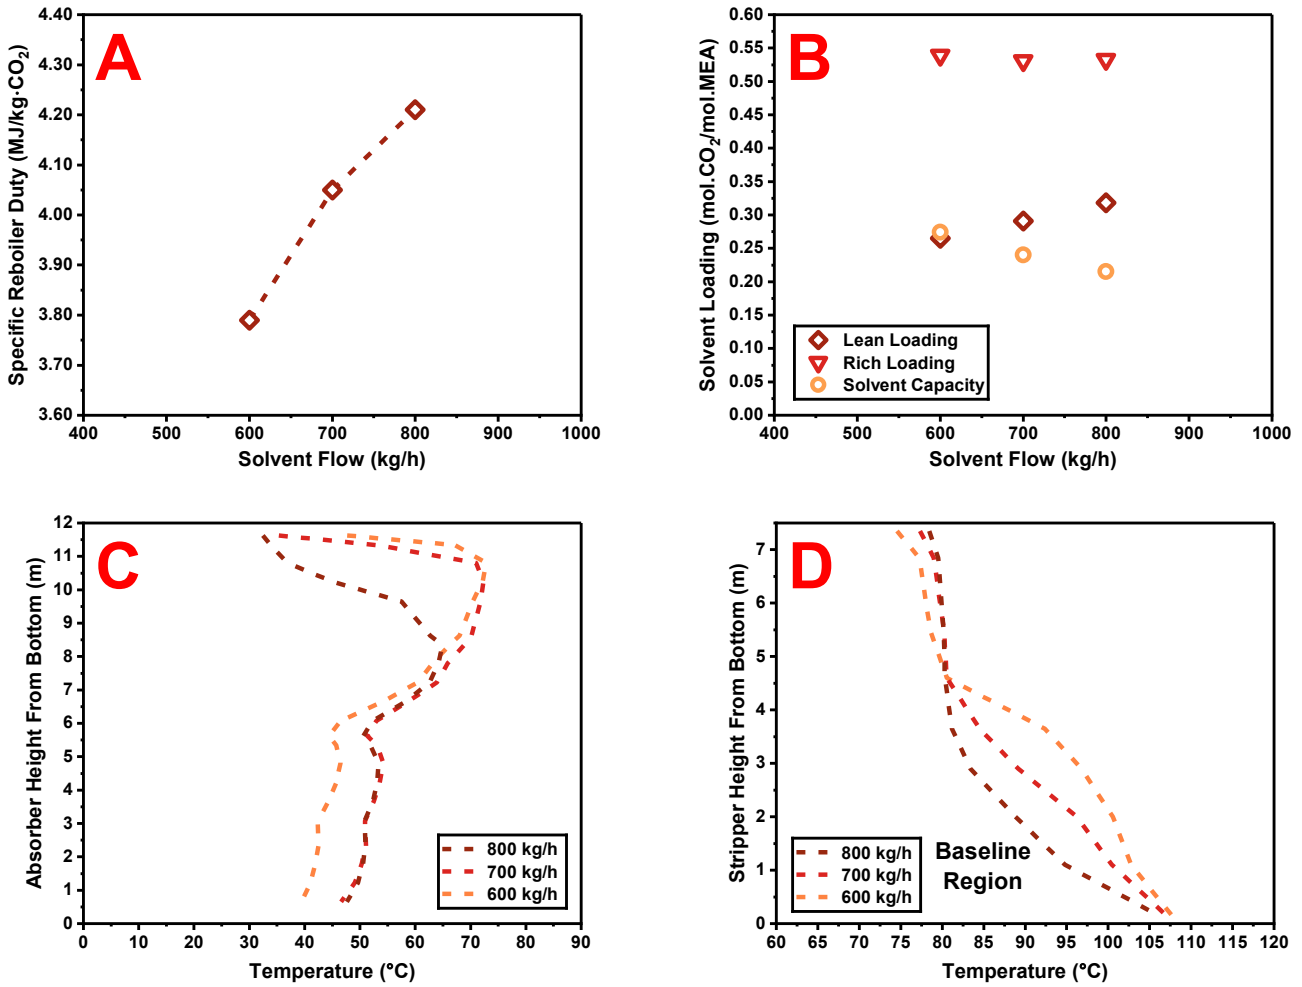 A
Specific Reboiler Duty (MJ/kg·CO₂)
4.40
4.30
4.20
4.10
4.00
3.90
3.80
3.70
3.60
400 500 600 700 800 900 1000
Solvent Flow (kg/h)
B
Solvent Loading (mol.CO₂/mol.MEA)
0.60
0.55
0.50
0.45
0.40
0.35
0.30
0.25
0.20
0.15
0.10
0.05
0.00
Lean Loading
Rich Loading
Solvent Capacity
400 500 600 700 800 900 1000
Solvent Flow (kg/h)
C
Absorber Height From Bottom (m)
12
11
10
9
8
7
6
5
4
3
2
1
0
800 kg/h
700 kg/h
600 kg/h
0 10 20 30 40 50 60 70 80 90
Temperature (°C)
D
Stripper Height From Bottom (m)
7
6
5
4
3
2
1
0
800 kg/h
700 kg/h
600 kg/h
Baseline
Region
60 65 70 75 80 85 90 95 100 105 110 115 120
Temperature (°C)